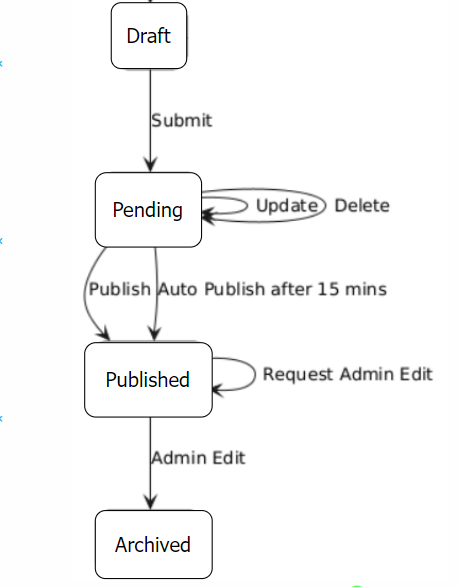 Draft
Submit
Pending
Update
Delete
Publish
Auto Publish after 15 mins
Published
Request Admin Edit
Admin Edit
Archived